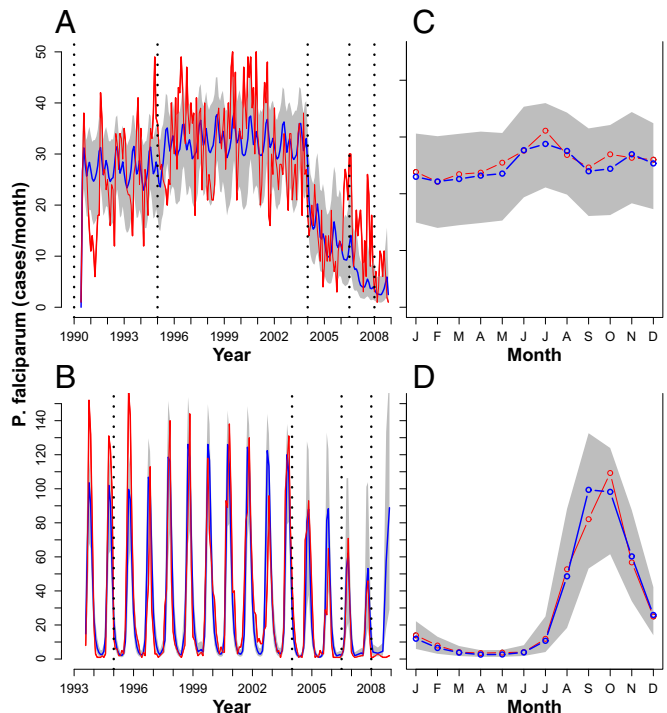 A
C
P. falciparum (cases/month)
50
40
30
20
10
0
1990 1993 1996 1999 2002 2005 2008
Year
J F M A M J J A S O N D
Month
B
D
140
120
100
80
60
40
20
0
1993 1996 1999 2002 2005 2008
Year
J F M A M J J A S O N D
Month